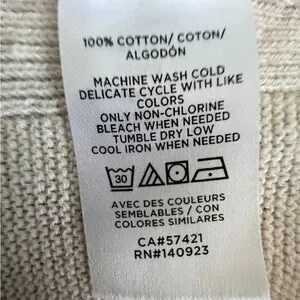 100% COTTON/ COTON/
ALGODÓN
MACHINE WASH COLD
DELICATE CYCLE WITH LIKE
COLORS
ONLY NON-CHLORINE
BLEACH WHEN NEEDED
TUMBLE DRY LOW
COOL IRON WHEN NEEDED
30
AVEC DES COULEURS
SEMBLABLES / CON
COLORES SIMILARES
CA#57421
RN#140923